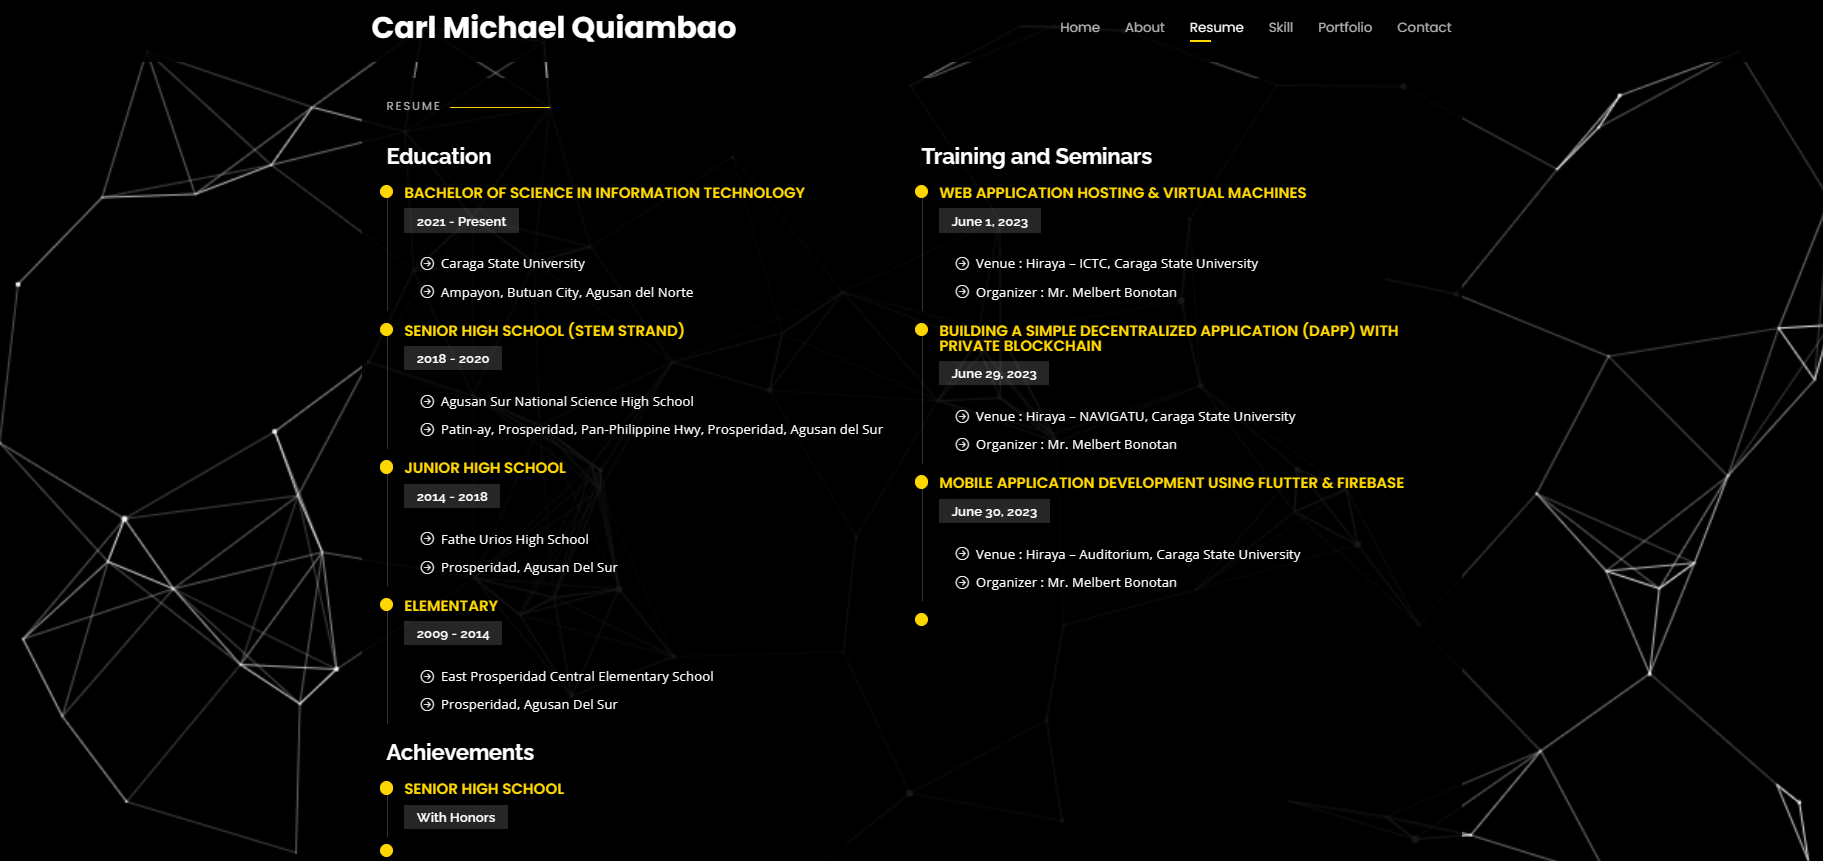 Carl Michael Quiambao
Home
About
Resume
Skill
Portfolio
Contact
RESUME
Education
BACHELOR OF SCIENCE IN INFORMATION TECHNOLOGY
2021 - Present
Caraga State University
Ampayon, Butuan City, Agusan del Norte
SENIOR HIGH SCHOOL (STEM STRAND)
2018 - 2020
Agusan Sur National Science High School
Patin-ay, Prosperidad, Pan-Philippine Hwy, Prosperidad, Agusan del Sur
JUNIOR HIGH SCHOOL
2014 - 2018
Fathe Urios High School
Prosperidad, Agusan Del Sur
ELEMENTARY
2009 - 2014
East Prosperidad Central Elementary School
Prosperidad, Agusan Del Sur
Achievements
SENIOR HIGH SCHOOL
With Honors
Training and Seminars
WEB APPLICATION HOSTING & VIRTUAL MACHINES
June 1, 2023
Venue : Hiraya – ICTC, Caraga State University
Organizer : Mr. Melbert Bonotan
BUILDING A SIMPLE DECENTRALIZED APPLICATION (DAPP) WITH
PRIVATE BLOCKCHAIN
June 29, 2023
Venue : Hiraya – NAVIGATU, Caraga State University
Organizer : Mr. Melbert Bonotan
MOBILE APPLICATION DEVELOPMENT USING FLUTTER & FIREBASE
June 30, 2023
Venue : Hiraya – Auditorium, Caraga State University
Organizer : Mr. Melbert Bonotan